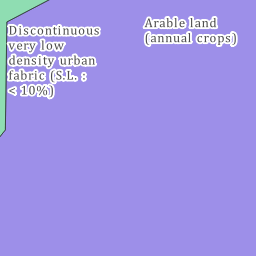 Discontinuous
very low
density urban
fabric (S.L. :
< 10%)
Arable land
(annual crops)